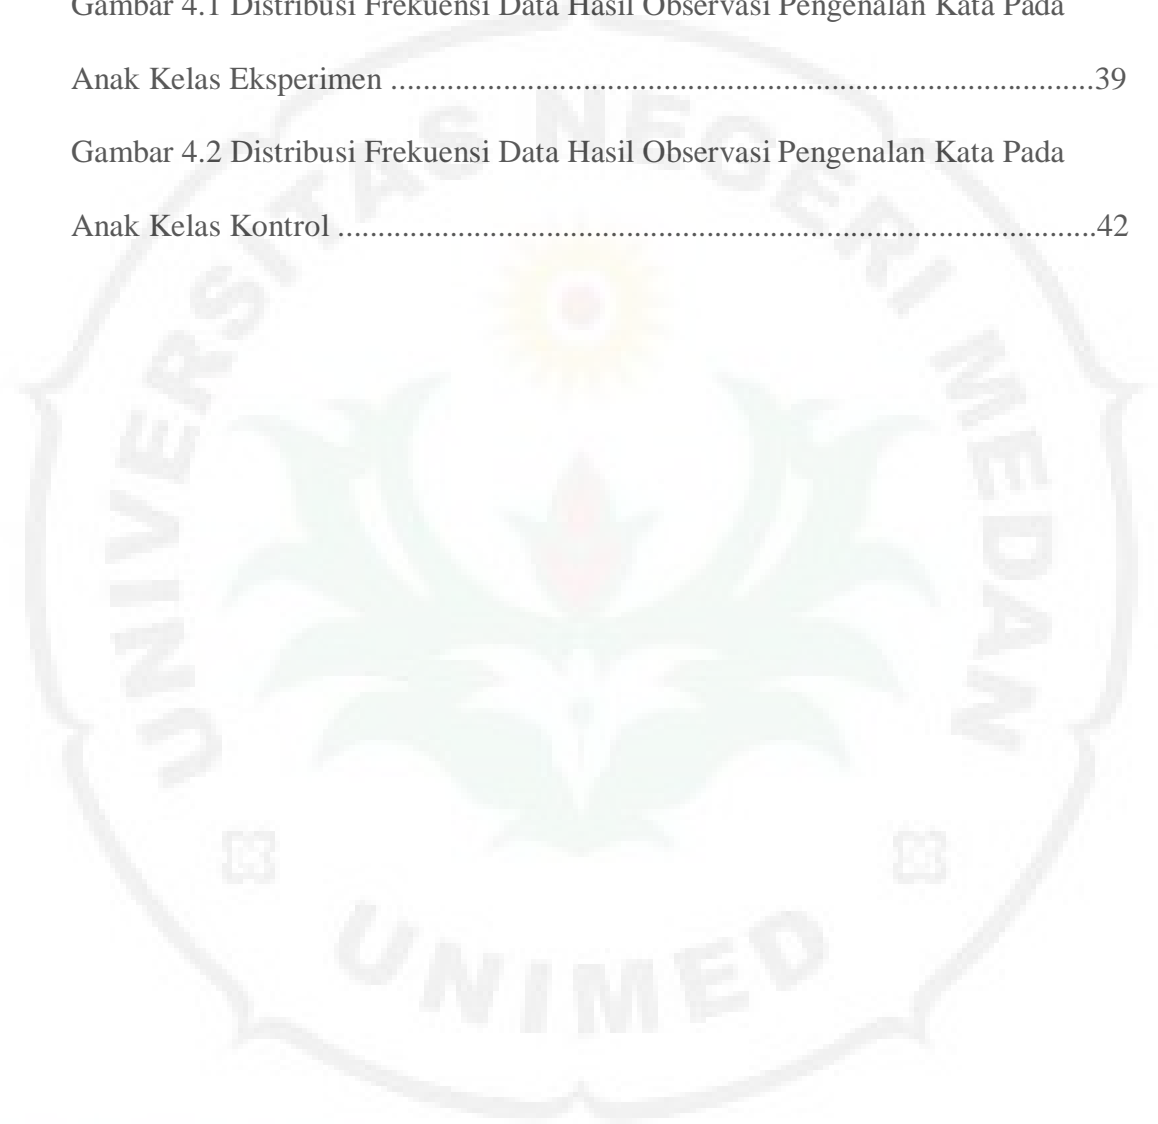 Gambar 4.1 Distribusi Frekuensi Data Hasil Observasi Pengenalan Kata Pada
Anak Kelas Eksperimen ........................................................................................39
Gambar 4.2 Distribusi Frekuensi Data Hasil Observasi Pengenalan Kata Pada
Anak Kelas Kontrol ...............................................................................................42
UNIVERSITAS NEGERI MEDAN
UNIMED